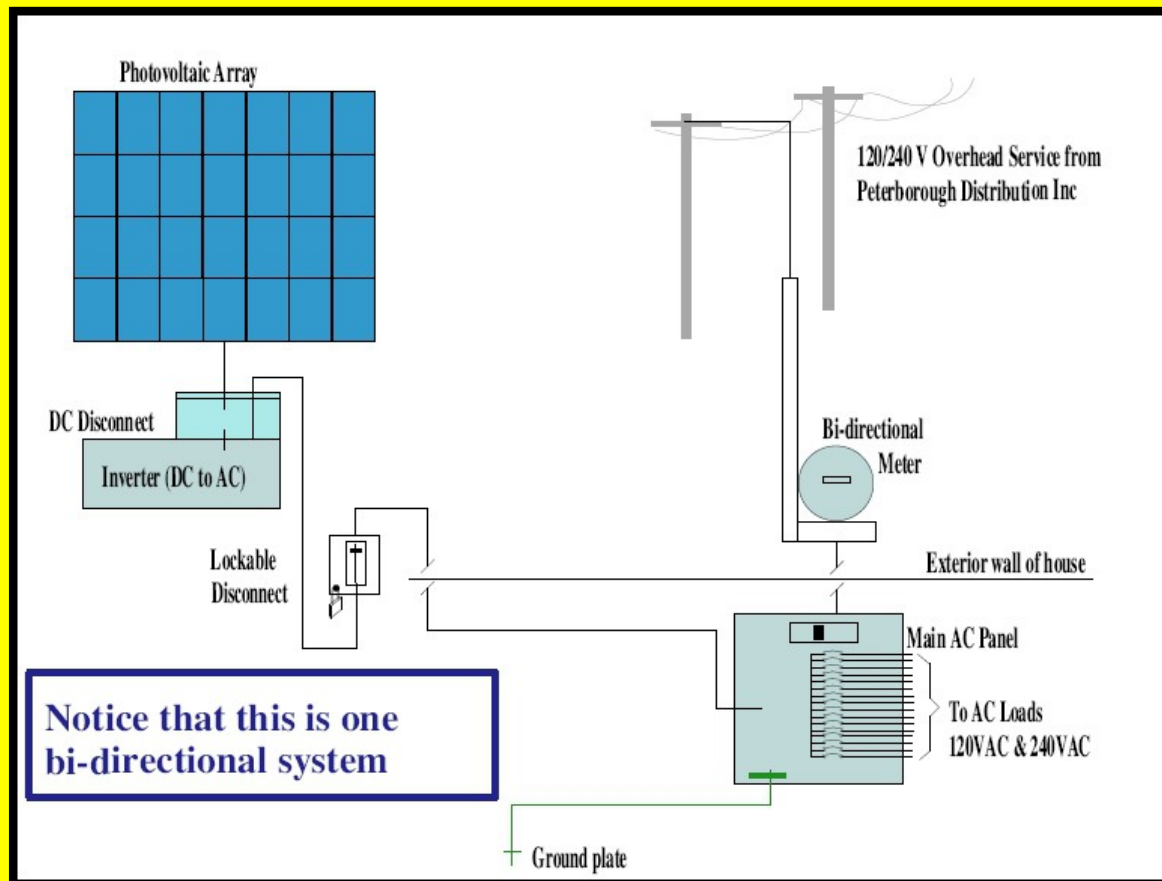 Photovoltaic Array
120/240 V Overhead Service from
Peterborough Distribution Inc
DC Disconnect
Inverter (DC to AC)
Bi-directional
Meter
Lockable
Disconnect
Exterior wall of house
Main AC Panel
To AC Loads
120VAC & 240VAC
Notice that this is one
bi-directional system
Ground plate